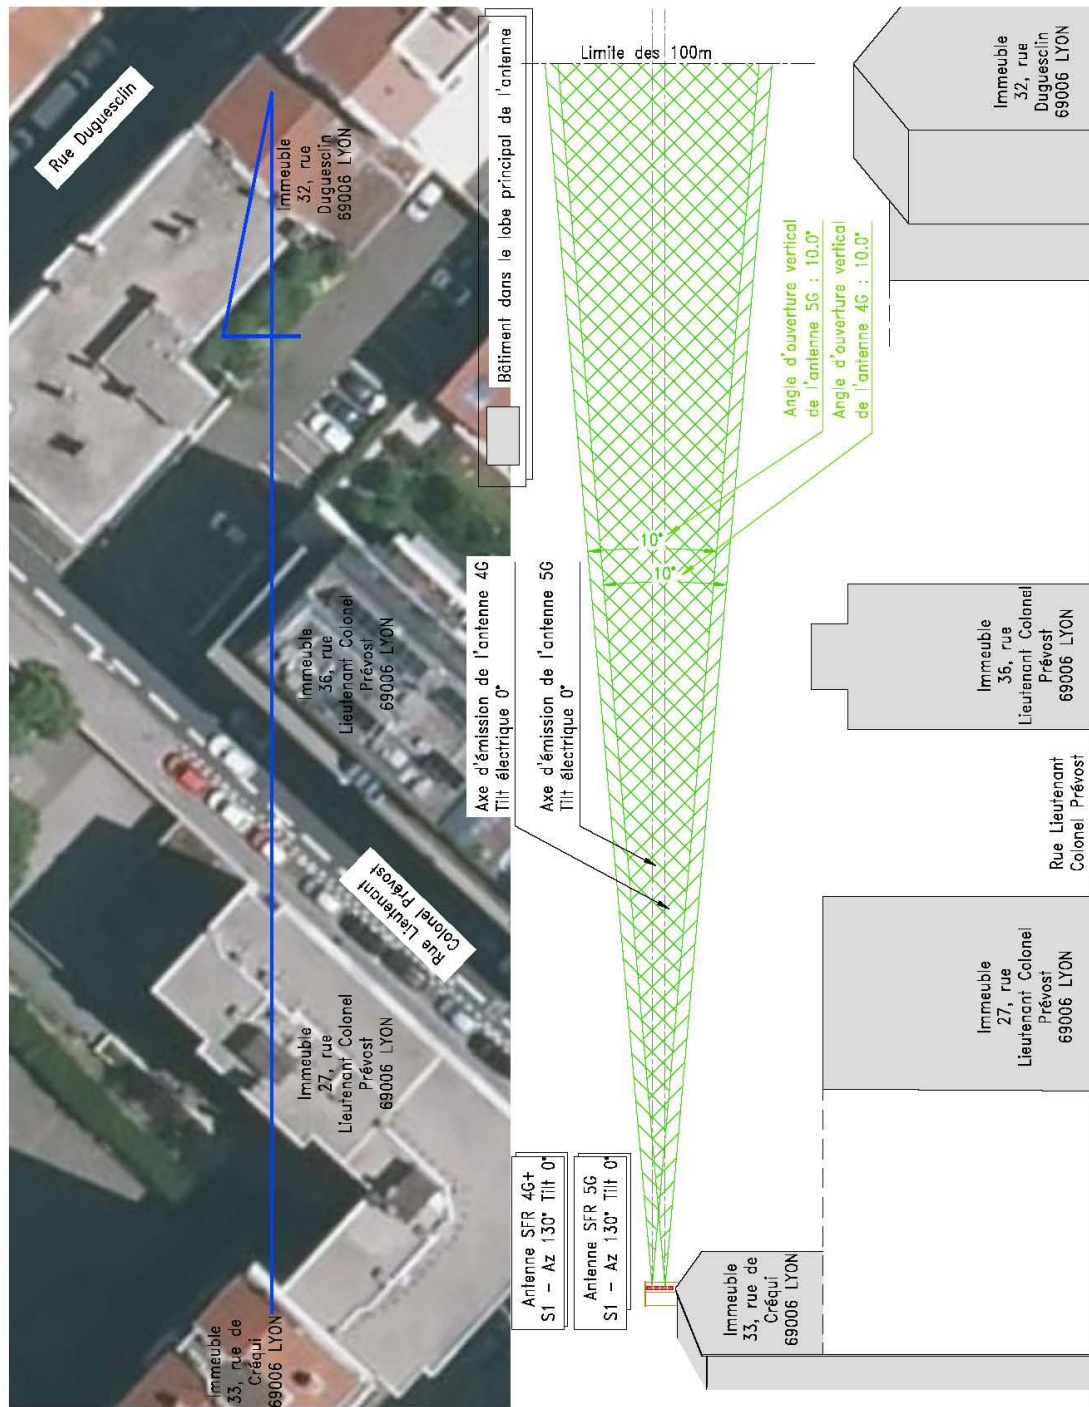 Rue Duguesclin
Immeuble
32, rue
Duguesclin
69006 LYON
Immeuble
36, rue
Lieutenant Colonel
Prévost
69006 LYON
Rue Lieutenant
Colonel Prévost
Immeuble
27, rue
Lieutenant Colonel
Prévost
69006 LYON
Immeuble
33, rue de
Créqui
69006 LYON
Bâtiment dans le lobe principal de l'antenne
Limite des 100m
Axe d'émission de l'antenne 4G
Tilt électrique 0°
Axe d'émission de l'antenne 5G
Tilt électrique 0°
10°
10°
Angle d'ouverture vertical
de l'antenne 5G : 10.0°
Angle d'ouverture vertical
de l'antenne 4G : 10.0°
Antenne SFR 4G+
S1 - Az 130° Tilt 0°
Antenne SFR 5G
S1 - Az 130° Tilt 0°
Immeuble
33, rue de
Créqui
69006 LYON
Immeuble
27, rue
Lieutenant Colonel
Prévost
69006 LYON
Rue Lieutenant
Colonel Prévost
Immeuble
36, rue
Lieutenant Colonel
Prévost
69006 LYON
Immeuble
32, rue
Duguesclin
69006 LYON